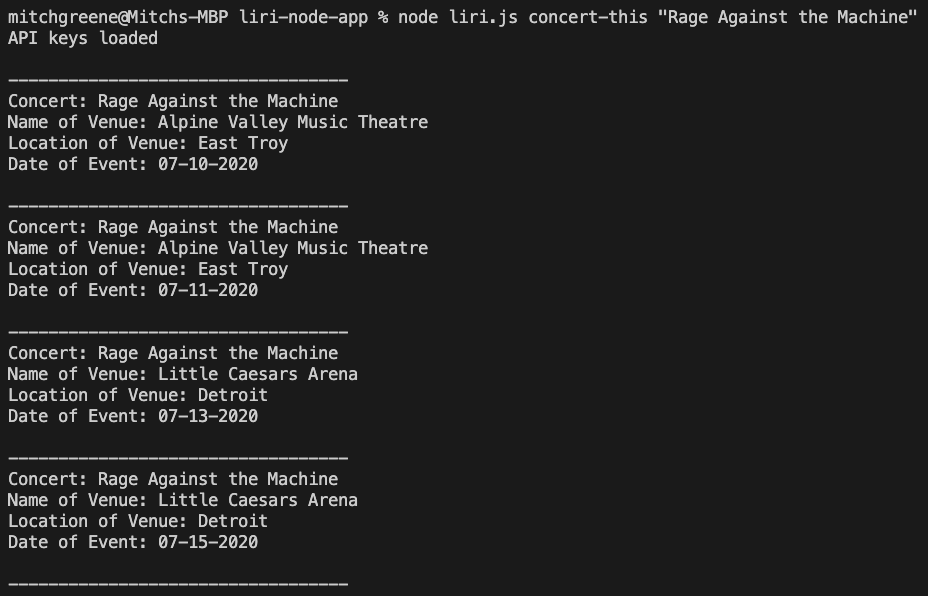 mitchgreene@Mitchs-MBP liri-node-app % node liri.js concert-this "Rage Against the Machine"
API keys loaded
----------------------------------
Concert: Rage Against the Machine
Name of Venue: Alpine Valley Music Theatre
Location of Venue: East Troy
Date of Event: 07-10-2020
----------------------------------
Concert: Rage Against the Machine
Name of Venue: Alpine Valley Music Theatre
Location of Venue: East Troy
Date of Event: 07-11-2020
----------------------------------
Concert: Rage Against the Machine
Name of Venue: Little Caesars Arena
Location of Venue: Detroit
Date of Event: 07-13-2020
----------------------------------
Concert: Rage Against the Machine
Name of Venue: Little Caesars Arena
Location of Venue: Detroit
Date of Event: 07-15-2020
----------------------------------